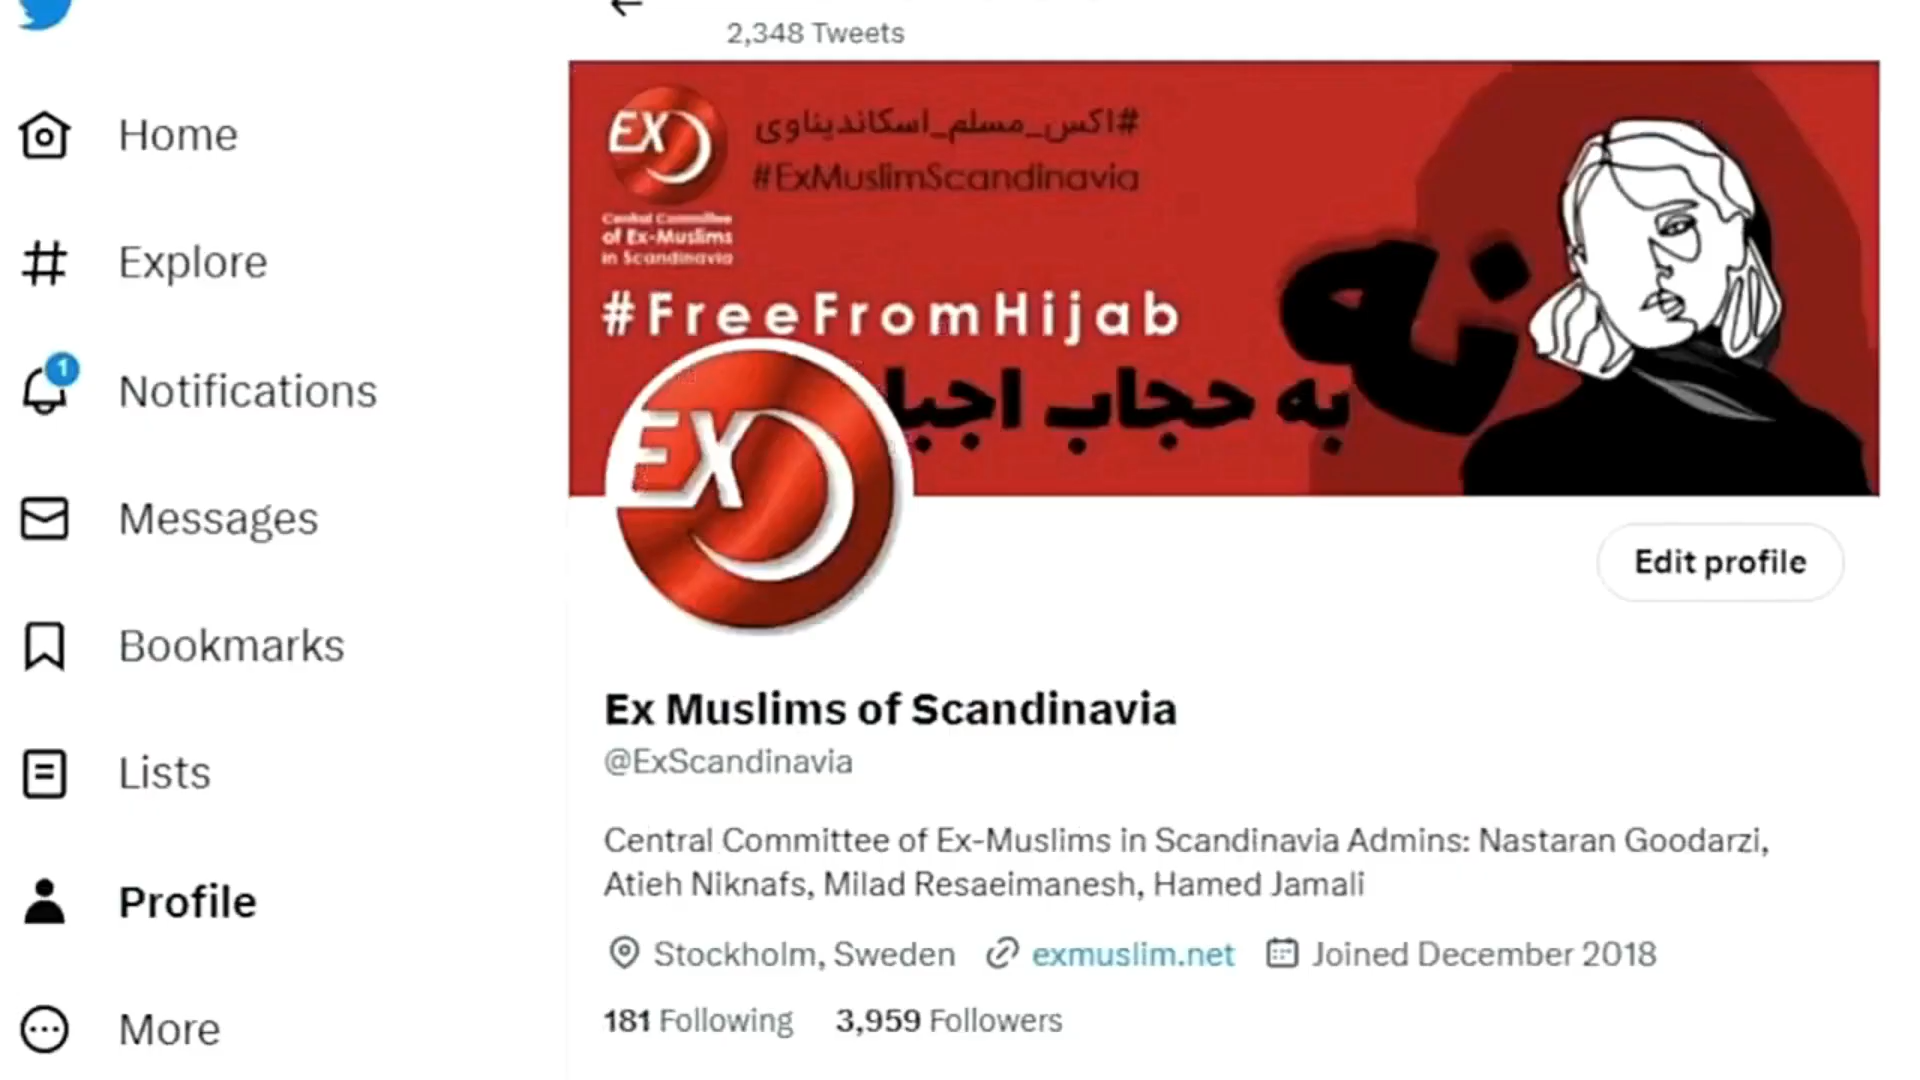 2,348 Tweets
Home
Explore
Notifications
1
Messages
Bookmarks
Lists
Profile
More
EX
Central Committee
of Ex-Muslims
in Scandinavia
#اکس_مسلم_اسکاندیناوی
#ExMuslimScandinavia
#FreeFromHijab
نه
به حجاب اجبا
EX
Edit profile
Ex Muslims of Scandinavia
@ExScandinavia
Central Committee of Ex-Muslims in Scandinavia Admins: Nastaran Goodarzi,
Atieh Niknafs, Milad Resaeimanesh, Hamed Jamali
Stockholm, Sweden exmuslim.net Joined December 2018
181 Following 3,959 Followers